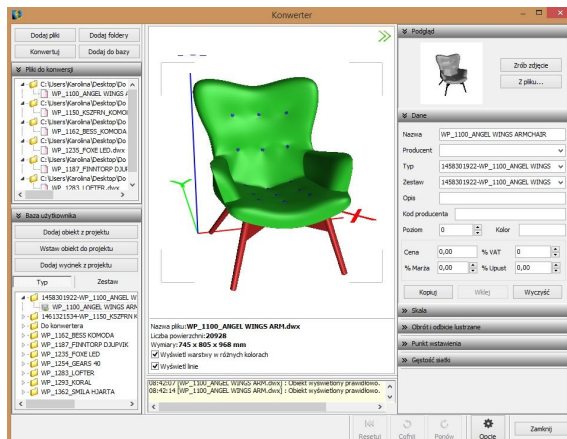 Konwerter
Dodaj pliki
Dodaj foldery
Konwertuj
Dodaj do bazy
Pliki do konwersji
C:\Users\Karolina\Desktop\Do
WP_1100_ANGEL WINGS
C:\Users\Karolina\Desktop\Do
WP_1150_KSZFRN_KOMO
C:\Users\Karolina\Desktop\Do
WP_1162_BESS_KOMODA
C:\Users\Karolina\Desktop\Do
WP_1235_FOXE LED.dwx
C:\Users\Karolina\Desktop\Do
WP_1187_FINNTORP DJU
C:\Users\Karolina\Desktop\Do
WP_1283_LOFTER.dwx
Baza użytkownika
Dodaj obiekt z projektu
Wstaw obiekt do projektu
Dodaj wycinek z projektu
Typ
Zestaw
1458301922-WP_1100_ANGEL W
WP_1100_ANGEL WINGS ARM
1461321534-WP_1150_KSZFRN K
Do konwertera
WP_1162_BESS KOMODA
WP_1187_FINNTORP DJUPVIK
WP_1235_FOXE LED
WP_1254_GEARS 40
WP_1283_LOFTER
WP_1293_KORAL
WP_1362_SMILA HJARTA
X
Y
Nazwa pliku: WP_1100_ANGEL WINGS ARM.dwx
Liczba powierzchni: 20928
Wymiary: 745 x 805 x 968 mm
Wyświetl warstwy w różnych kolorach
Wyświetl linie
08:42:07 [WP_1100_ANGEL WINGS ARM.dwx] : Obiekt wyświetlony prawidłowo.
08:42:14 [WP_1100_ANGEL WINGS ARM.dwx] : Obiekt wyświetlony prawidłowo.
Podgląd
Zrób zdjęcie
Z pliku...
Dane
Nazwa
WP_1100_ANGEL WINGS ARMCHAIR
Producent
Typ
1458301922-WP_1100_ANGEL WINGS
Zestaw
1458301922-WP_1100_ANGEL WINGS
Opis
Kod producenta
Poziom
0
Kolor
Cena
0,00
% VAT
0
% Marża
0,00
% Upust
0,00
Kopiuj
Wklej
Wyczyść
Skala
Obrót i odbicie lustrzane
Punkt wstawienia
Gęstość siatki
Resetuj
Cofnij
Ponów
Opcje
Zamknij